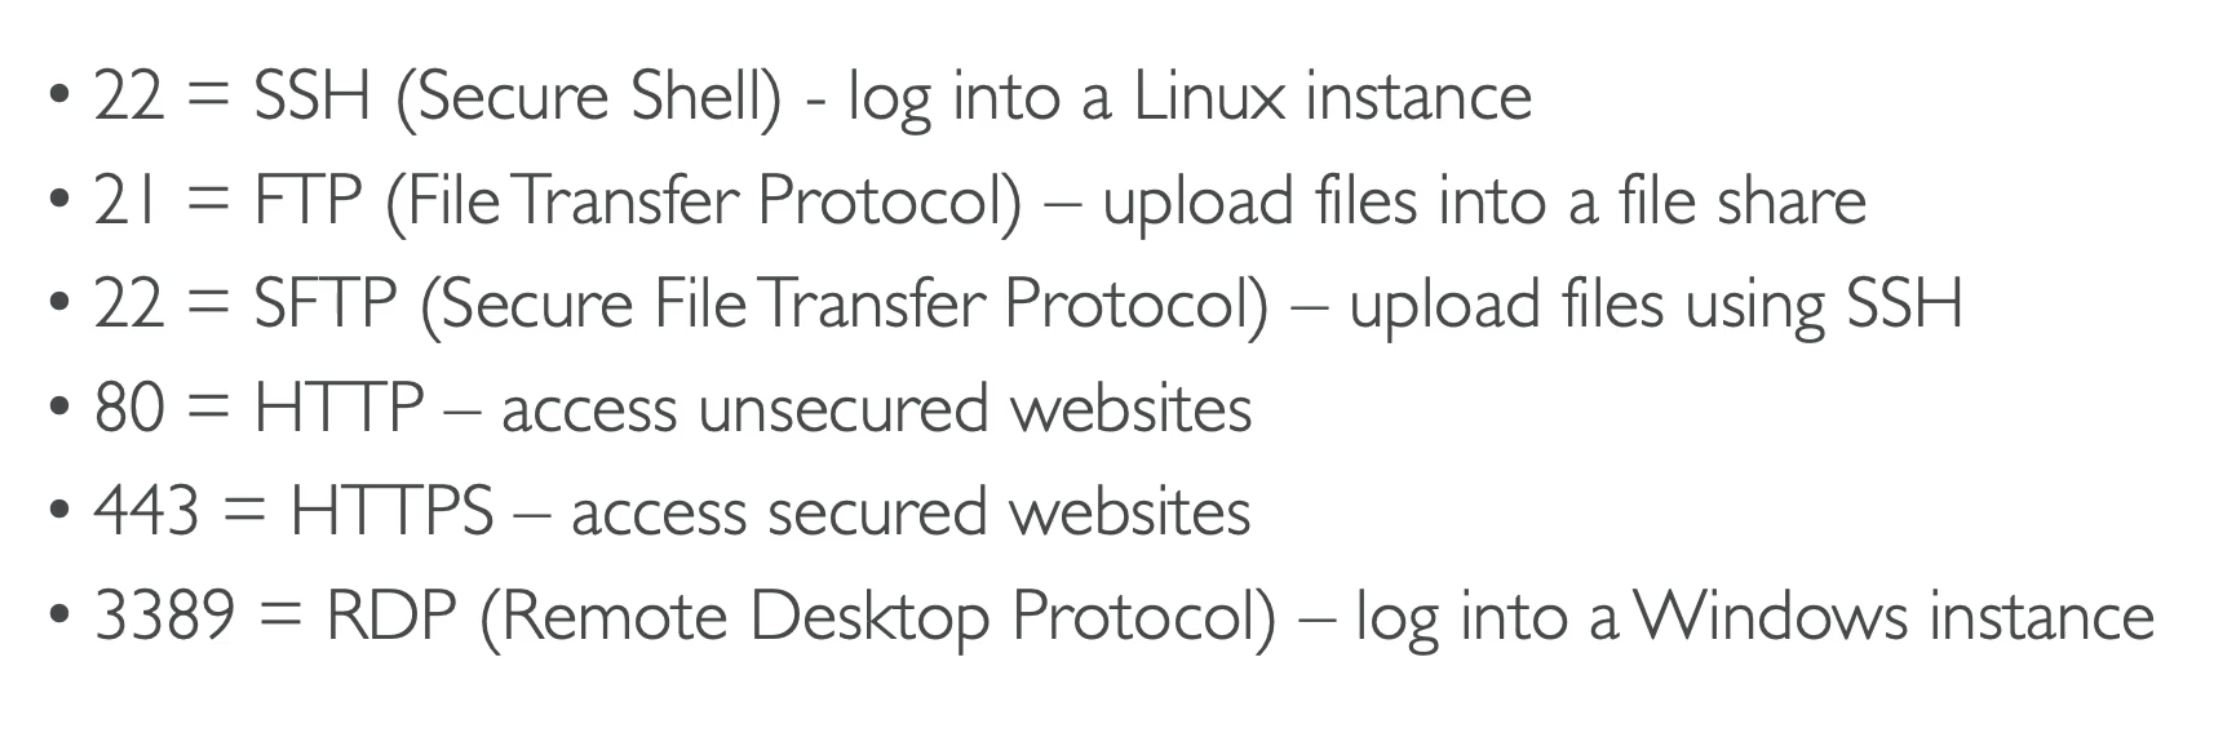 • 22 = SSH (Secure Shell) - log into a Linux instance
• 21 = FTP (File Transfer Protocol) – upload files into a file share
• 22 = SFTP (Secure File Transfer Protocol) – upload files using SSH
• 80 = HTTP – access unsecured websites
• 443 = HTTPS – access secured websites
• 3389 = RDP (Remote Desktop Protocol) – log into a Windows instance